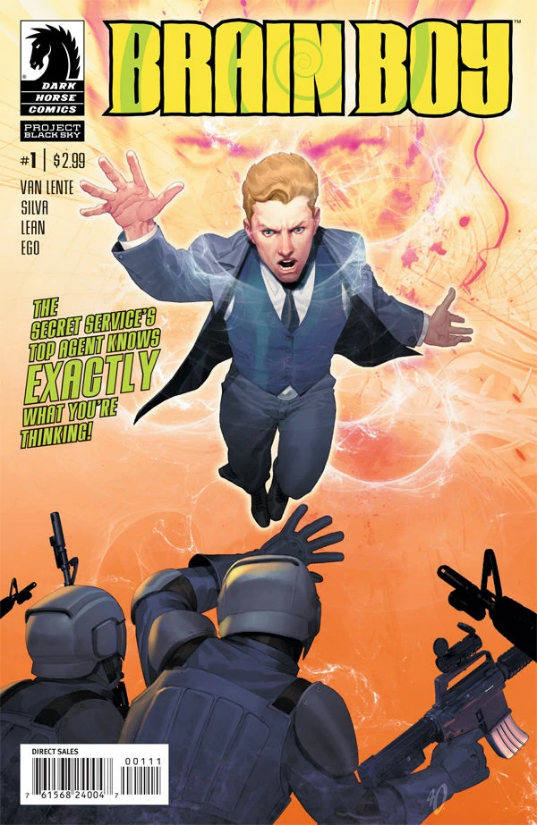 BRAIN BOY™
DARK
HORSE
COMICS
PROJECT
BLACK SKY
#1 | $2.99
VAN LENTE
SILVA
LEAN
EGO
THE
SECRET SERVICE'S
TOP AGENT KNOWS
EXACTLY
WHAT YOU'RE
THINKING!
DIRECT SALES
00111
7 61568 24004 7